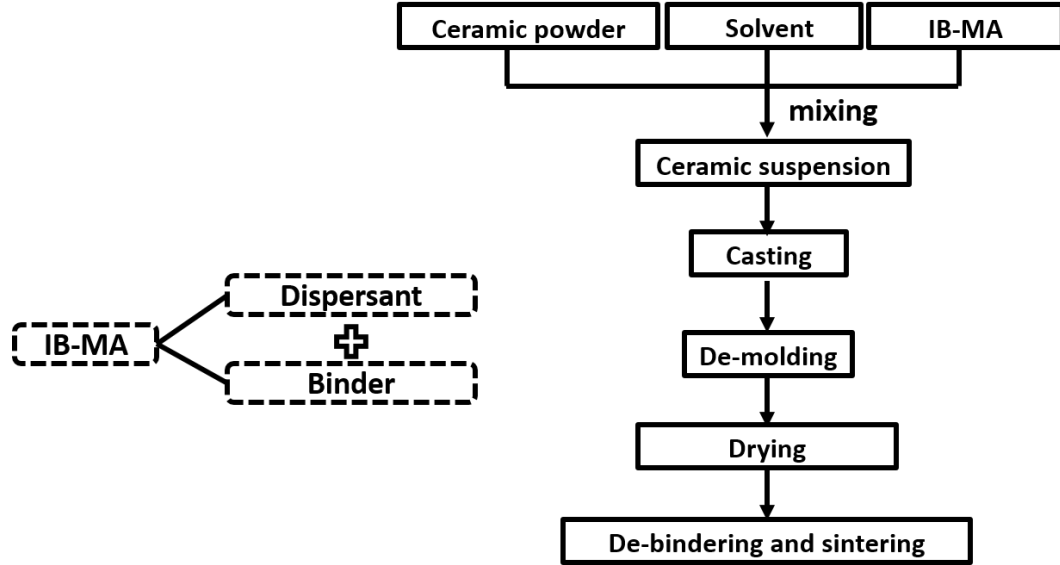 Ceramic powder
Solvent
IB-MA
mixing
Ceramic suspension
Casting
De-molding
Drying
De-bindering and sintering
IB-MA
Dispersant
Binder